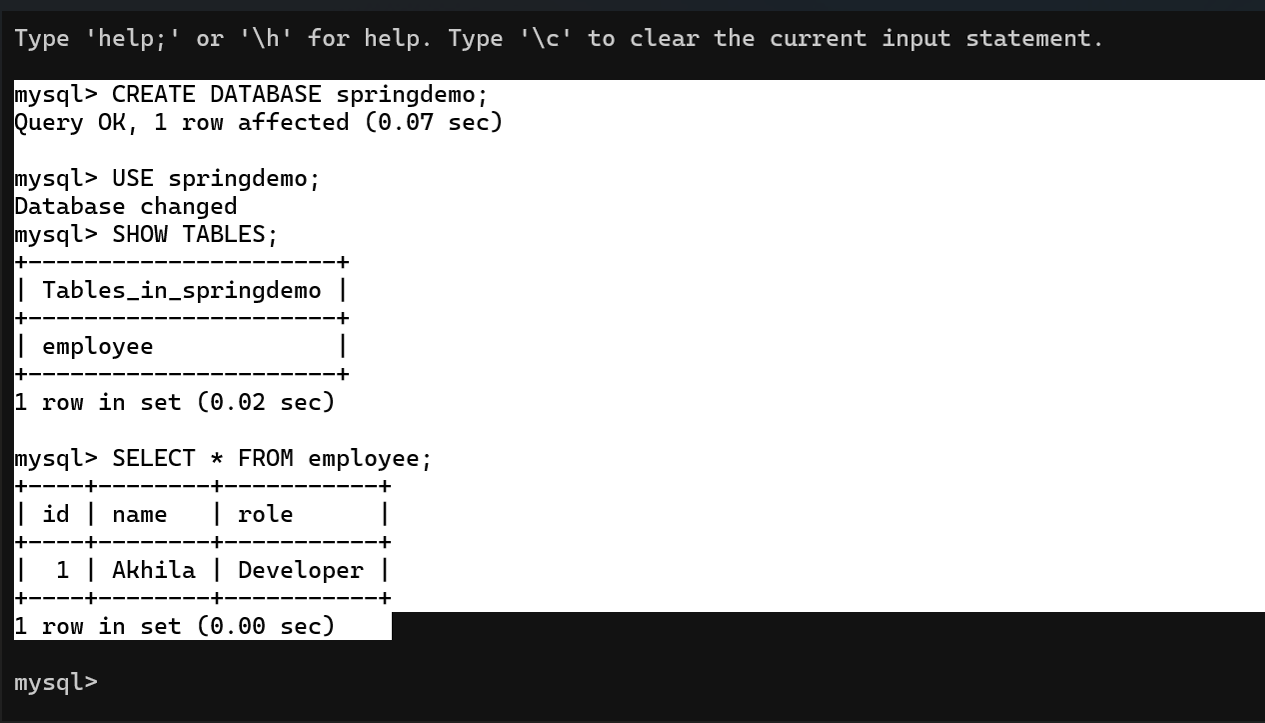 Type 'help;' or '\h' for help. Type '\c' to clear the current input statement.
mysql> CREATE DATABASE springdemo;
Query OK, 1 row affected (0.07 sec)
mysql> USE springdemo;
Database changed
mysql> SHOW TABLES;
+----------------------+
| Tables_in_springdemo |
+----------------------+
| employee             |
+----------------------+
1 row in set (0.02 sec)
mysql> SELECT * FROM employee;
+----+--------+-----------+
| id | name   | role      |
+----+--------+-----------+
|  1 | Akhila | Developer |
+----+--------+-----------+
1 row in set (0.00 sec)
mysql>